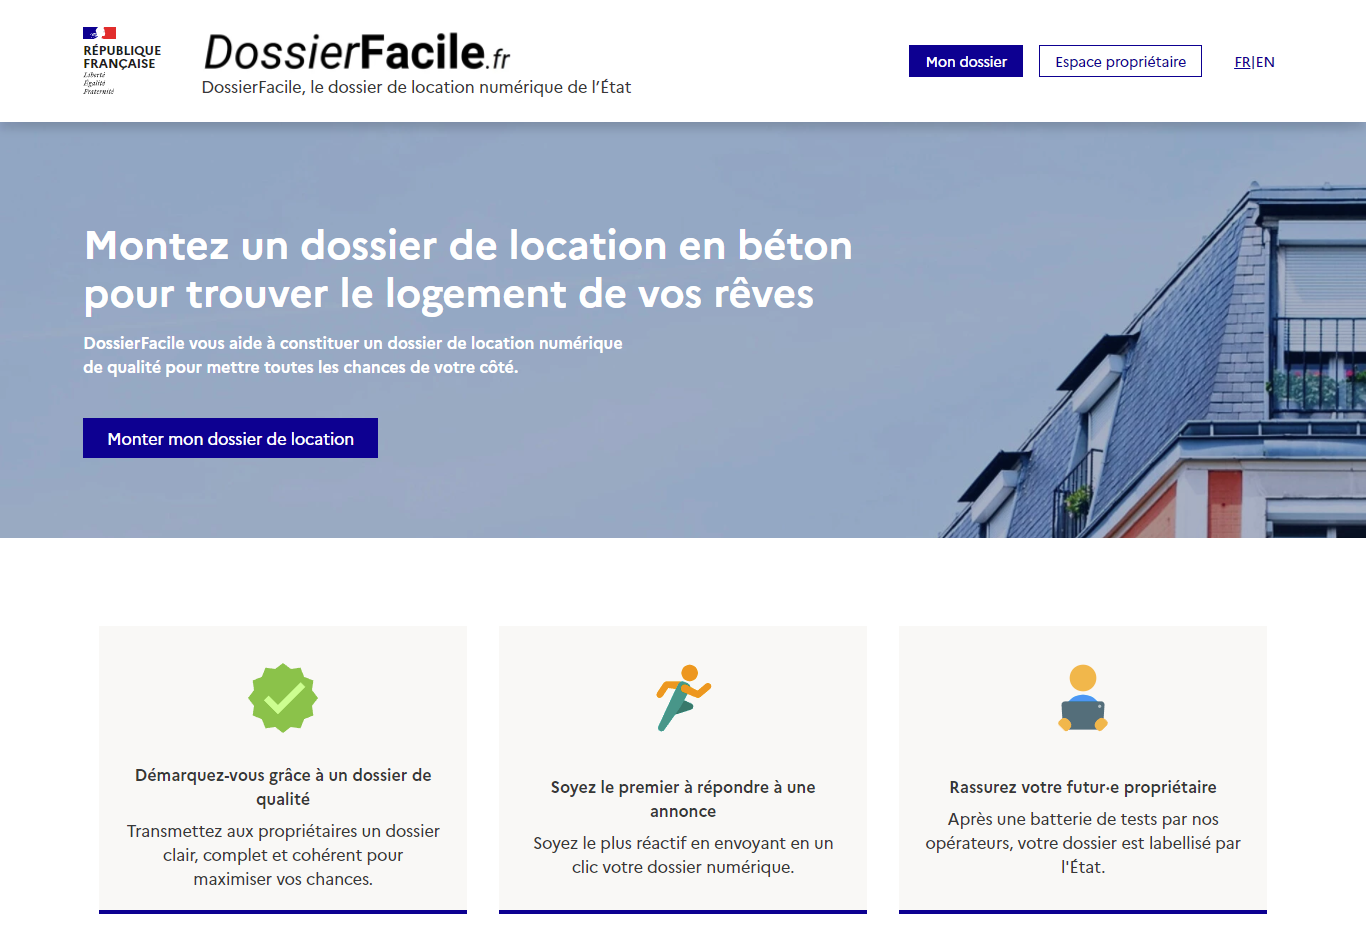 RÉPUBLIQUE
FRANÇAISE
Liberté
Égalité
Fraternité
DossierFacile.fr
DossierFacile, le dossier de location numérique de l’État
Mon dossier
Espace propriétaire
FR|EN
Montez un dossier de location en béton
pour trouver le logement de vos rêves
DossierFacile vous aide à constituer un dossier de location numérique
de qualité pour mettre toutes les chances de votre côté.
Monter mon dossier de location
Démarquez-vous grâce à un dossier de
qualité
Transmettez aux propriétaires un dossier
clair, complet et cohérent pour
maximiser vos chances.
Soyez le premier à répondre à une
annonce
Soyez le plus réactif en envoyant en un
clic votre dossier numérique.
Rassurez votre futur·e propriétaire
Après une batterie de tests par nos
opérateurs, votre dossier est labellisé par
l'État.